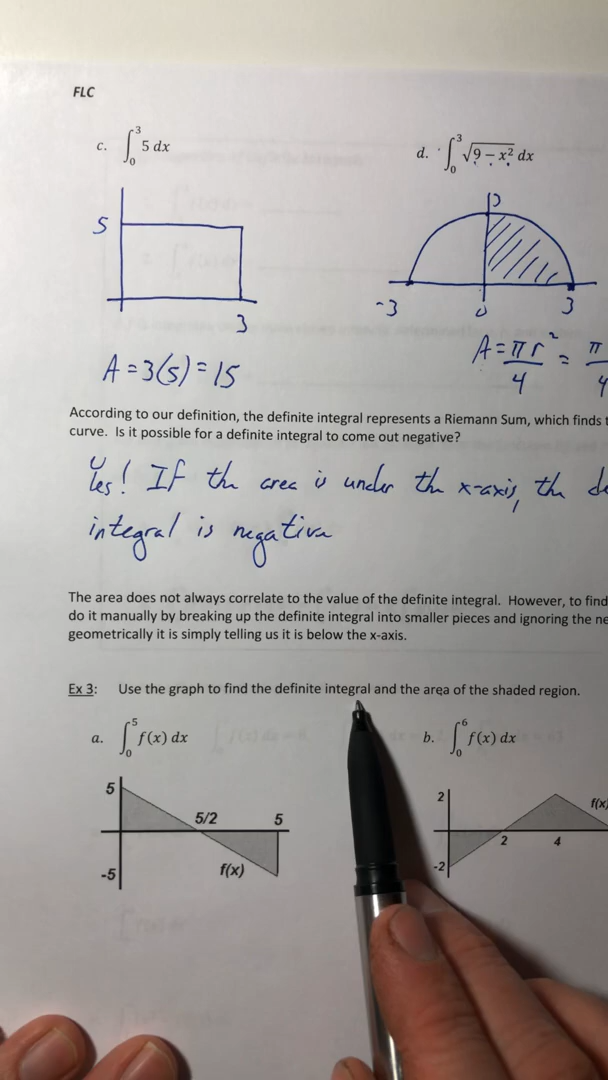 FLC
c. ∫₀³ 5 dx
d. ∫₀³ √9 − x² dx
5
3
-3
0
3
A = 3(5) = 15
A = πr²/4 = π/4
According to our definition, the definite integral represents a Riemann Sum, which finds
curve. Is it possible for a definite integral to come out negative?
Yes! If the area is under the x-axis, the
integral is negative
The area does not always correlate to the value of the definite integral. However, to find
do it manually by breaking up the definite integral into smaller pieces and ignoring the
geometrically it is simply telling us it is below the x-axis.
Ex 3: Use the graph to find the definite integral and the area of the shaded region.
a. ∫₀⁵ f(x) dx
b. ∫₀⁶ f(x) dx
5
5/2
5
-5
f(x)
2
f(x)
2
4
-2